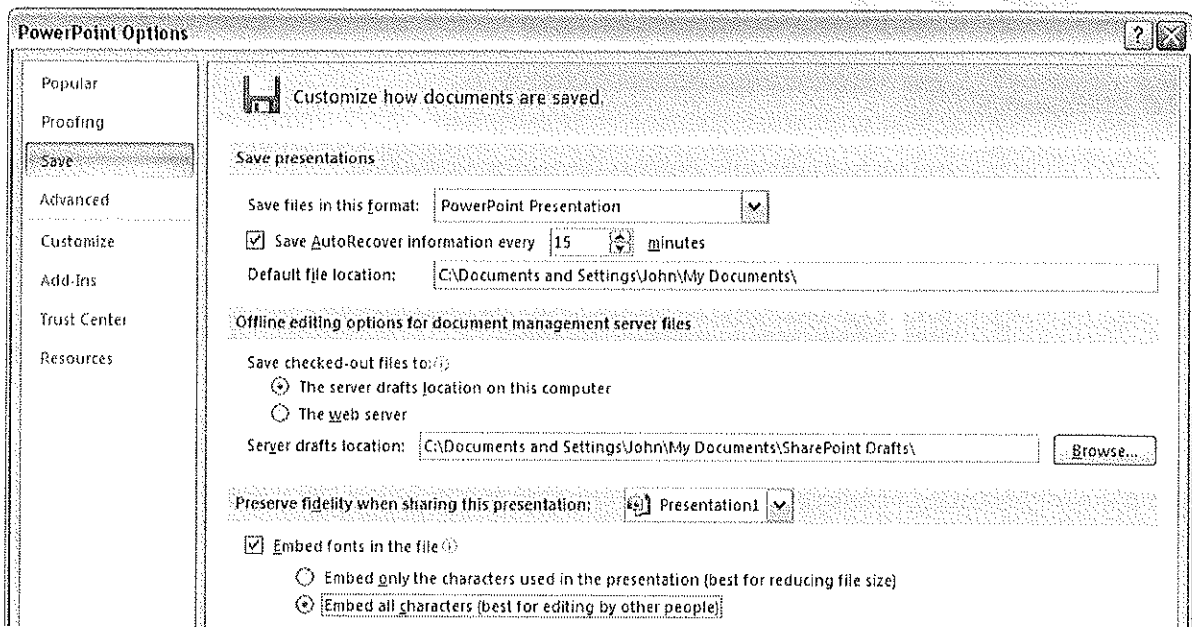 PowerPoint Options
Popular
Proofing
Save
Advanced
Customize
Add-Ins
Trust Center
Resources
Customize how documents are saved.
Save presentations
Save files in this format: PowerPoint Presentation
Save AutoRecover information every 15 minutes
Default file location: C:\Documents and Settings\John\My Documents\
Offline editing options for document management server files
Save checked-out files to:
The server drafts location on this computer
The web server
Server drafts location: C:\Documents and Settings\John\My Documents\SharePoint Drafts\ Browse...
Preserve fidelity when sharing this presentation: Presentation1
Embed fonts in the file
Embed only the characters used in the presentation (best for reducing file size)
Embed all characters (best for editing by other people)